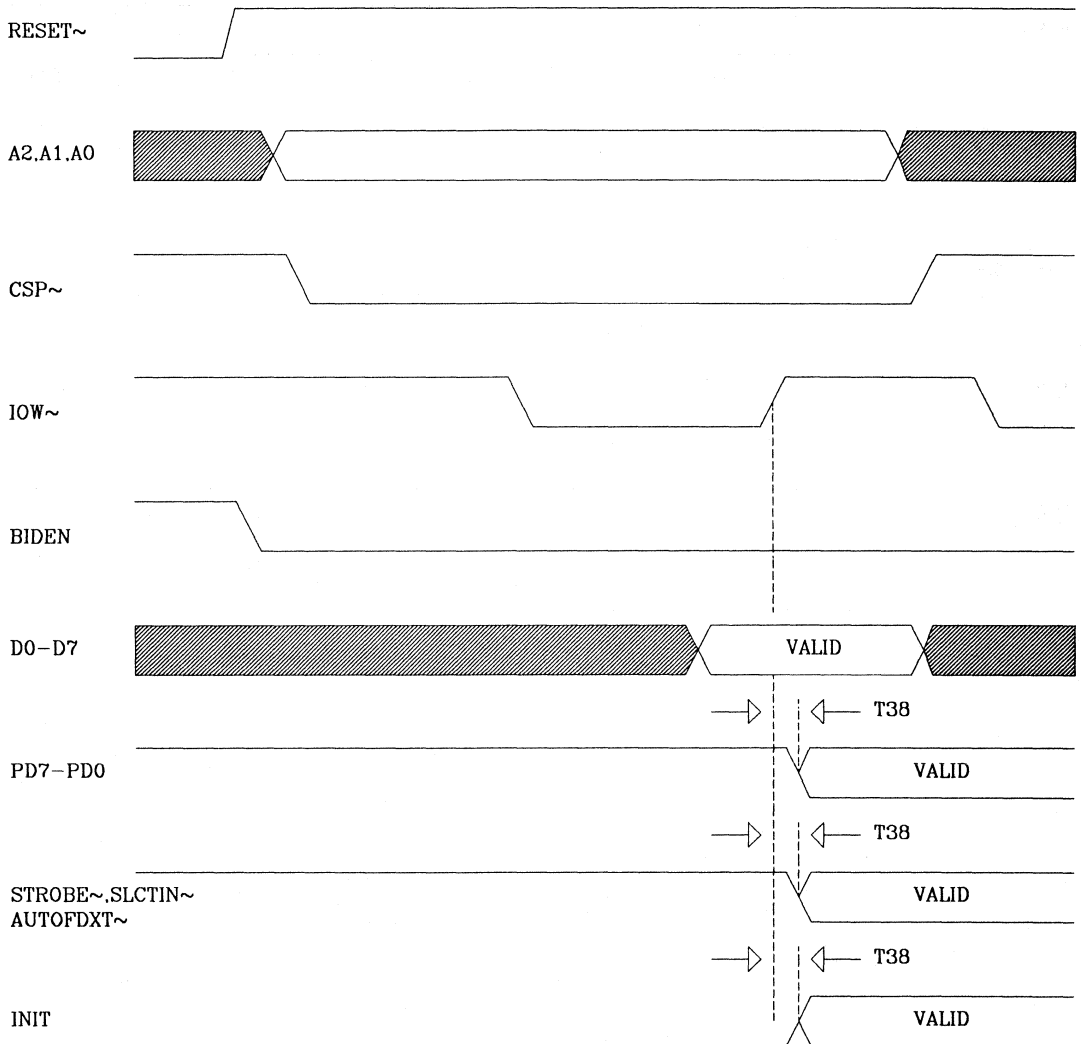 RESET~
A2,A1,A0
CSP~
IOW~
BIDEN
D0-D7
VALID
T38
PD7-PD0
VALID
T38
STROBE~,SLCTIN~
AUTOFDXT~
VALID
T38
INIT
VALID